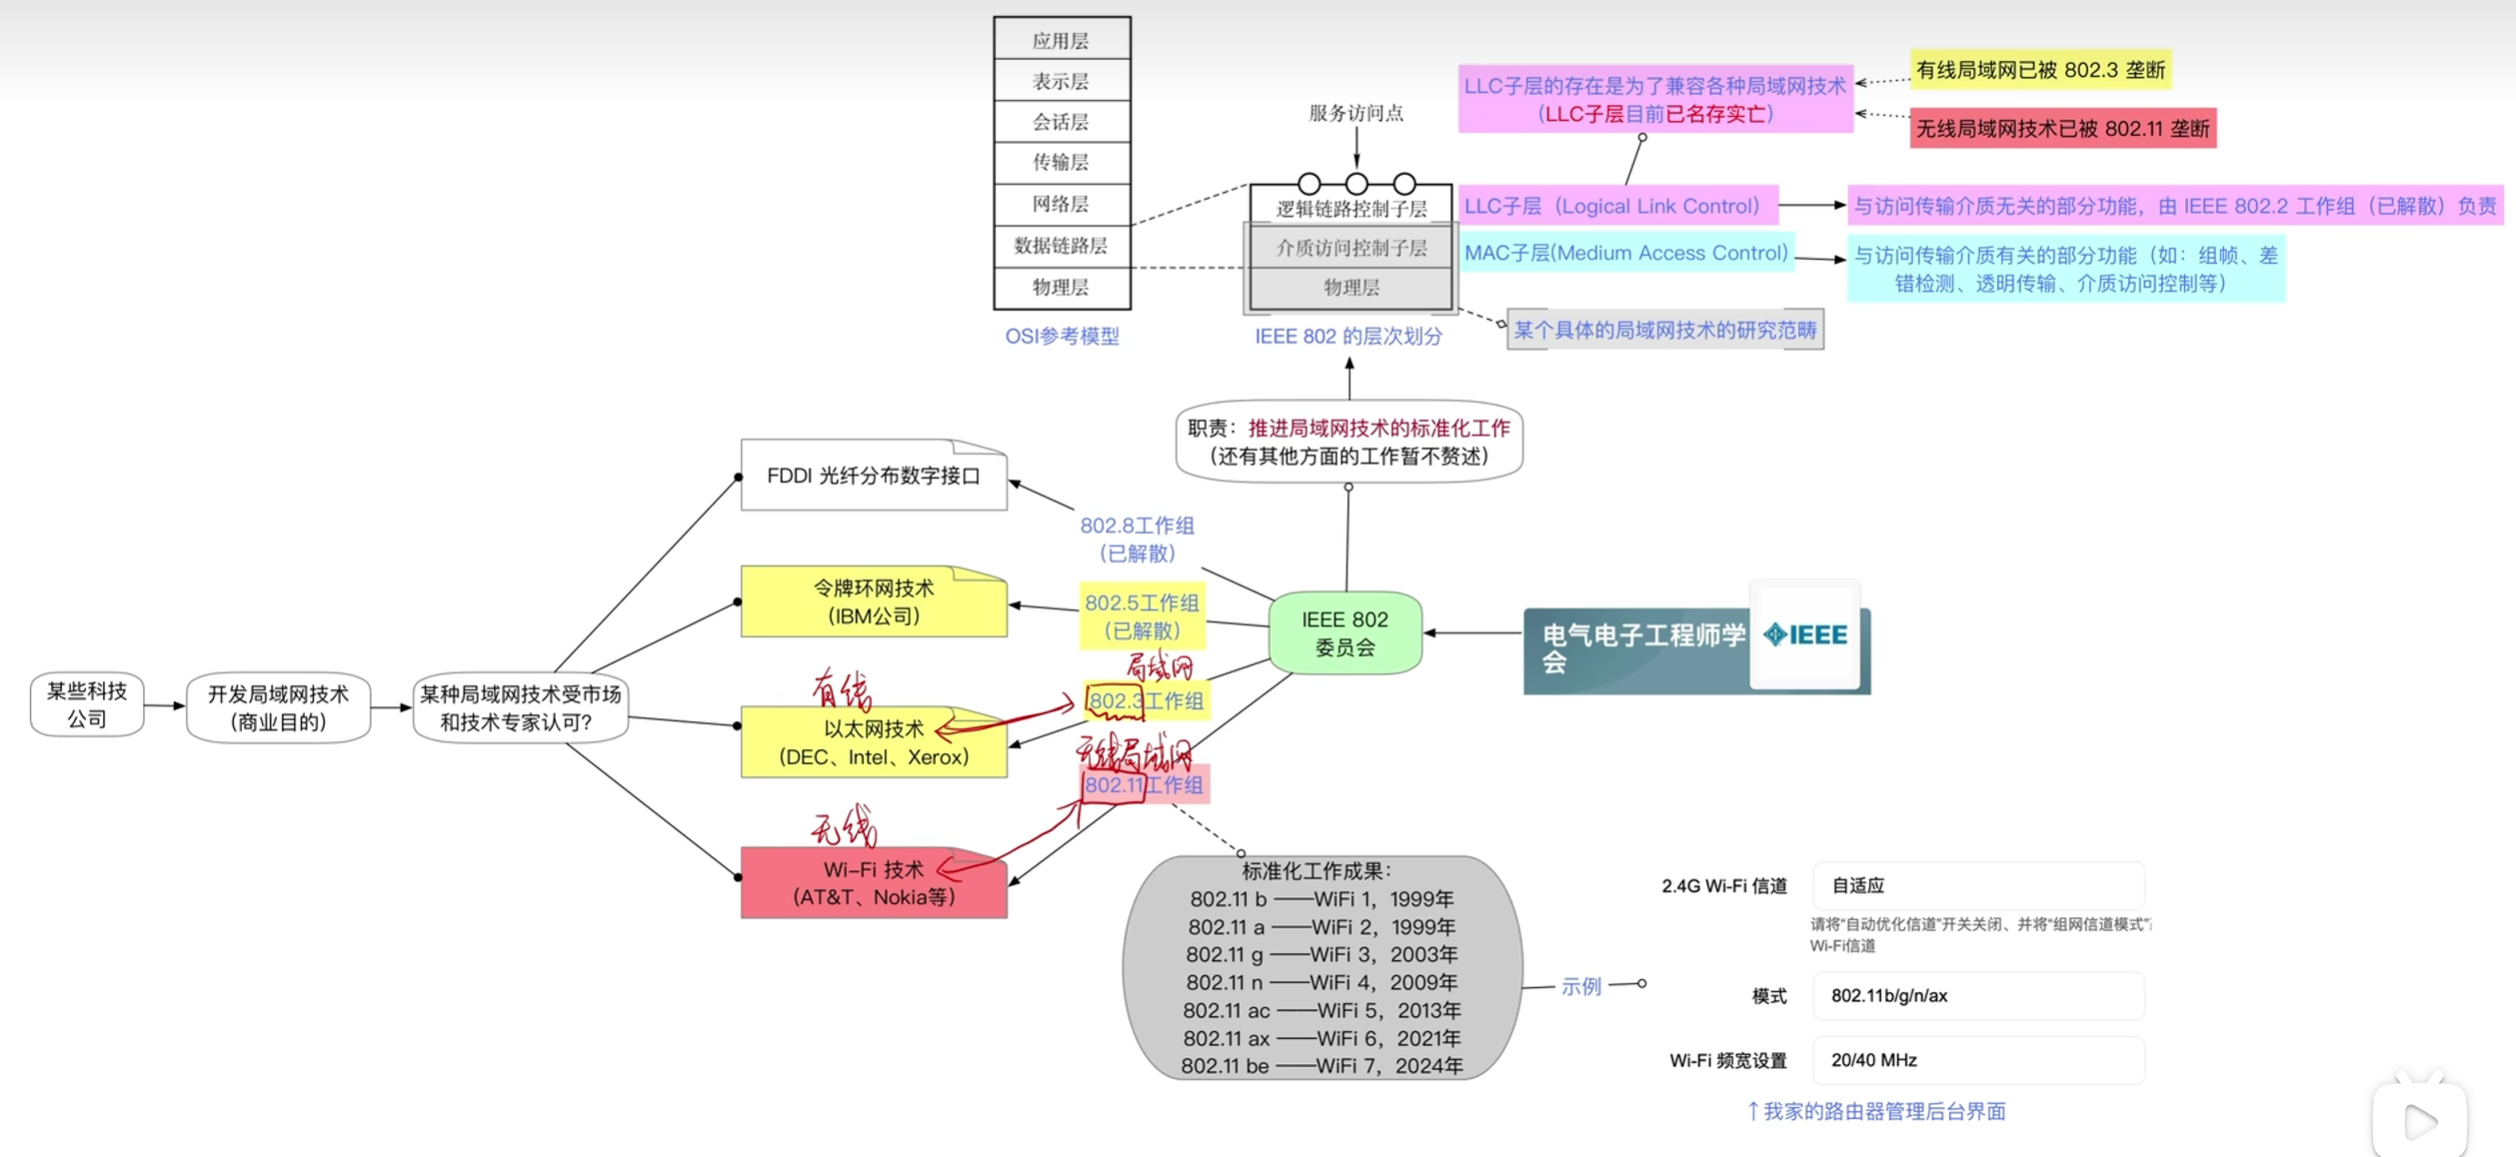 应用层
表示层
会话层
传输层
网络层
数据链路层
物理层
OSI参考模型
服务访问点
逻辑链路控制子层
介质访问控制子层
物理层
IEEE 802 的层次划分
LLC子层的存在是为了兼容各种局域网技术
(LLC子层目前已名存实亡)
有线局域网已被 802.3 垄断
无线局域网技术已被 802.11 垄断
LLC子层（Logical Link Control）
与访问传输介质无关的部分功能，由 IEEE 802.2 工作组（已解散）负责
MAC子层(Medium Access Control)
与访问传输介质有关的部分功能（如：组帧、差
错检测、透明传输、介质访问控制等）
某个具体的局域网技术的研究范畴
职责：推进局域网技术的标准化工作
（还有其他方面的工作暂不赘述）
FDDI 光纤分布数字接口
802.8工作组
（已解散）
令牌环网技术
（IBM公司）
802.5工作组
（已解散）
IEEE 802
委员会
电气电子工程师学
会
IEEE
局域网
有线
802.3工作组
某些科技
公司
开发局域网技术
（商业目的）
某种局域网技术受市场
和技术专家认可？
以太网技术
（DEC、Intel、Xerox）
无线局域网
802.11工作组
无线
Wi-Fi 技术
（AT&T、Nokia等）
标准化工作成果：
802.11 b ——WiFi 1，1999年
802.11 a ——WiFi 2，1999年
802.11 g ——WiFi 3，2003年
802.11 n ——WiFi 4，2009年
802.11 ac ——WiFi 5，2013年
802.11 ax ——WiFi 6，2021年
802.11 be ——WiFi 7，2024年
示例
2.4G Wi-Fi 信道
自适应
请将“自动优化信道”开关关闭、并将“组网信道模式”
Wi-Fi信道
模式
802.11b/g/n/ax
Wi-Fi 频宽设置
20/40 MHz
↑我家的路由器管理后台界面